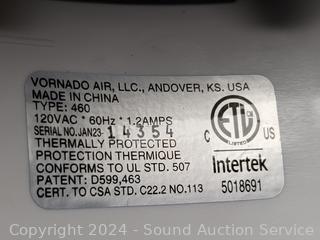 VORNADO AIR, LLC., ANDOVER, KS. USA
MADE IN CHINA
TYPE: 460
120VAC * 60Hz * 1.2AMPS
SERIAL NO.JAN23-14354
THERMALLY PROTECTED
PROTECTION THERMIQUE
CONFORMS TO UL STD. 507
PATENT: D599,463
CERT. TO CSA STD. C22.2 NO.113
ETL
LISTED
C US
Intertek
5018691
Copyright 2024 - Sound Auction Service